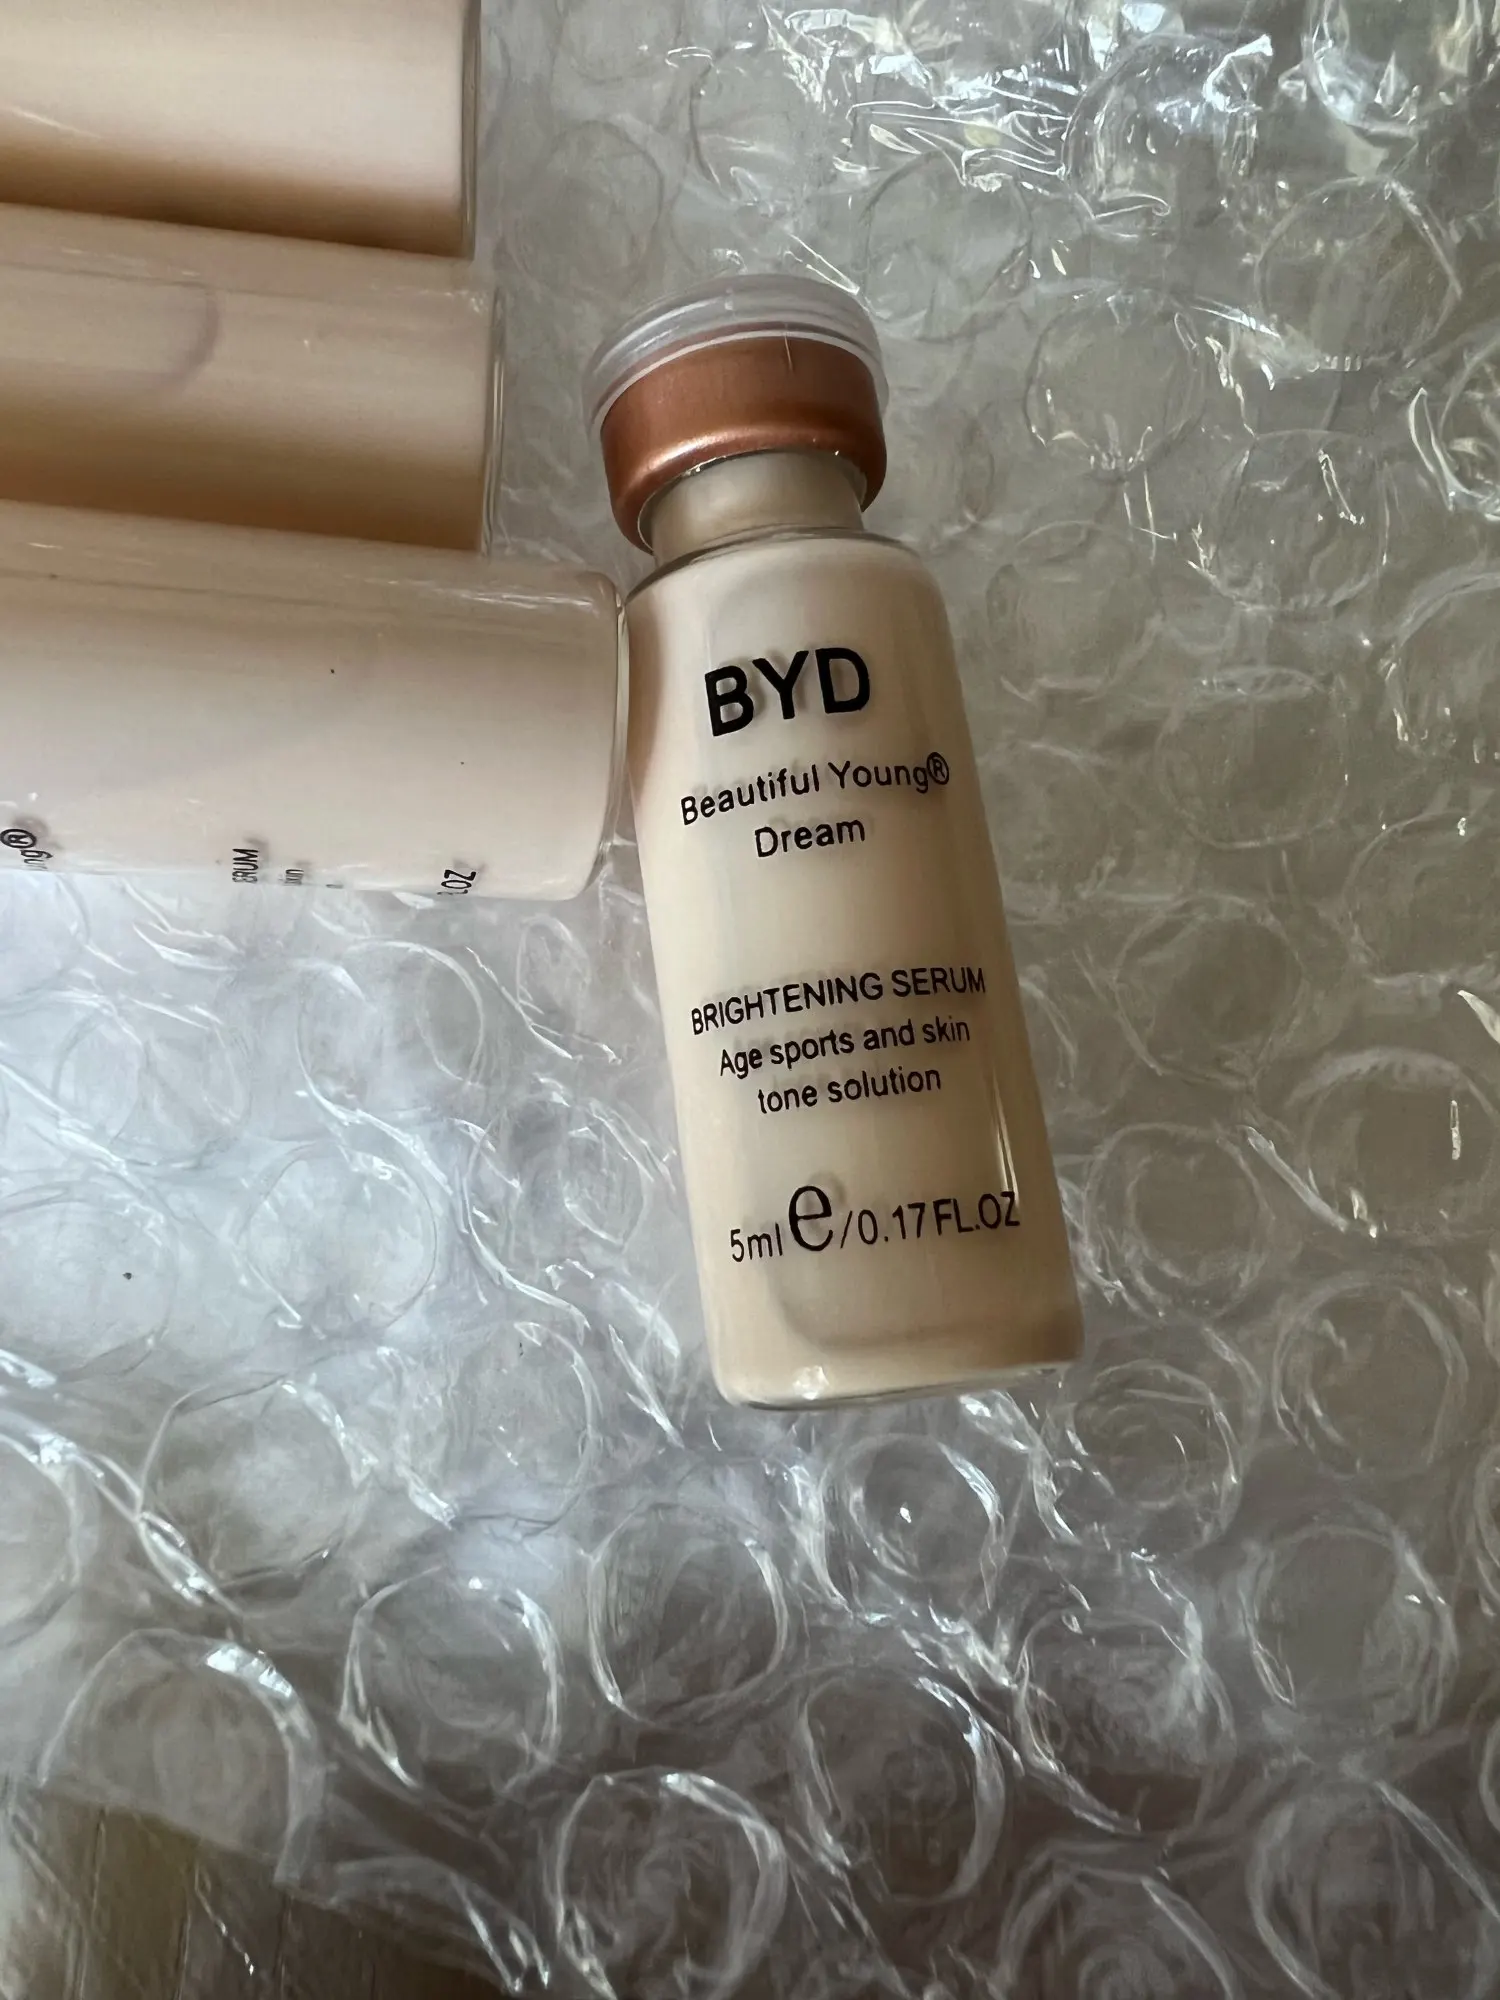 BYD
Beautiful Young®
Dream
BRIGHTENING SERUM
Age sports and skin
tone solution
5ml e/0.17 FL.OZ